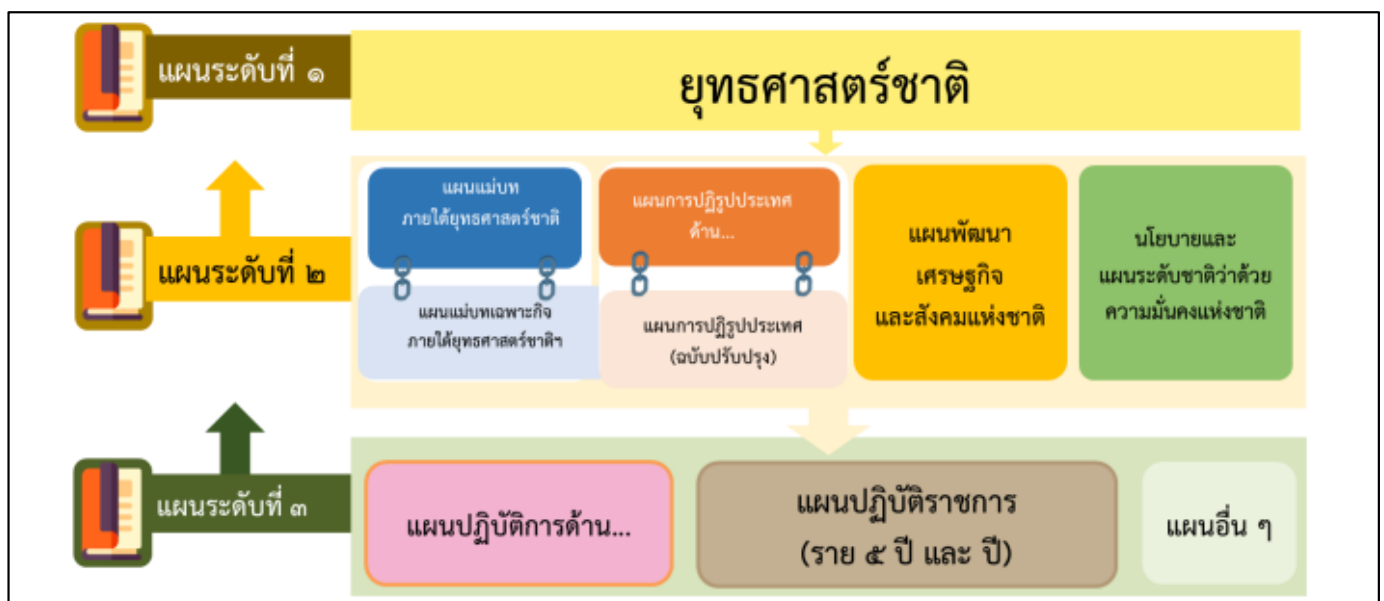 แผนระดับที่ ๑
ยุทธศาสตร์ชาติ
แผนระดับที่ ๒
แผนแม่บท
ภายใต้ยุทธศาสตร์ชาติ
แผนแม่บทเฉพาะกิจ
ภายใต้ยุทธศาสตร์ชาติฯ
แผนการปฏิรูปประเทศ
ด้าน...
แผนการปฏิรูปประเทศ
(ฉบับปรับปรุง)
แผนพัฒนา
เศรษฐกิจ
และสังคมแห่งชาติ
นโยบายและ
แผนระดับชาติว่าด้วย
ความมั่นคงแห่งชาติ
แผนระดับที่ ๓
แผนปฏิบัติการด้าน...
แผนปฏิบัติราชการ
(ราย ๕ ปี และ ปี)
แผนอื่น ๆ